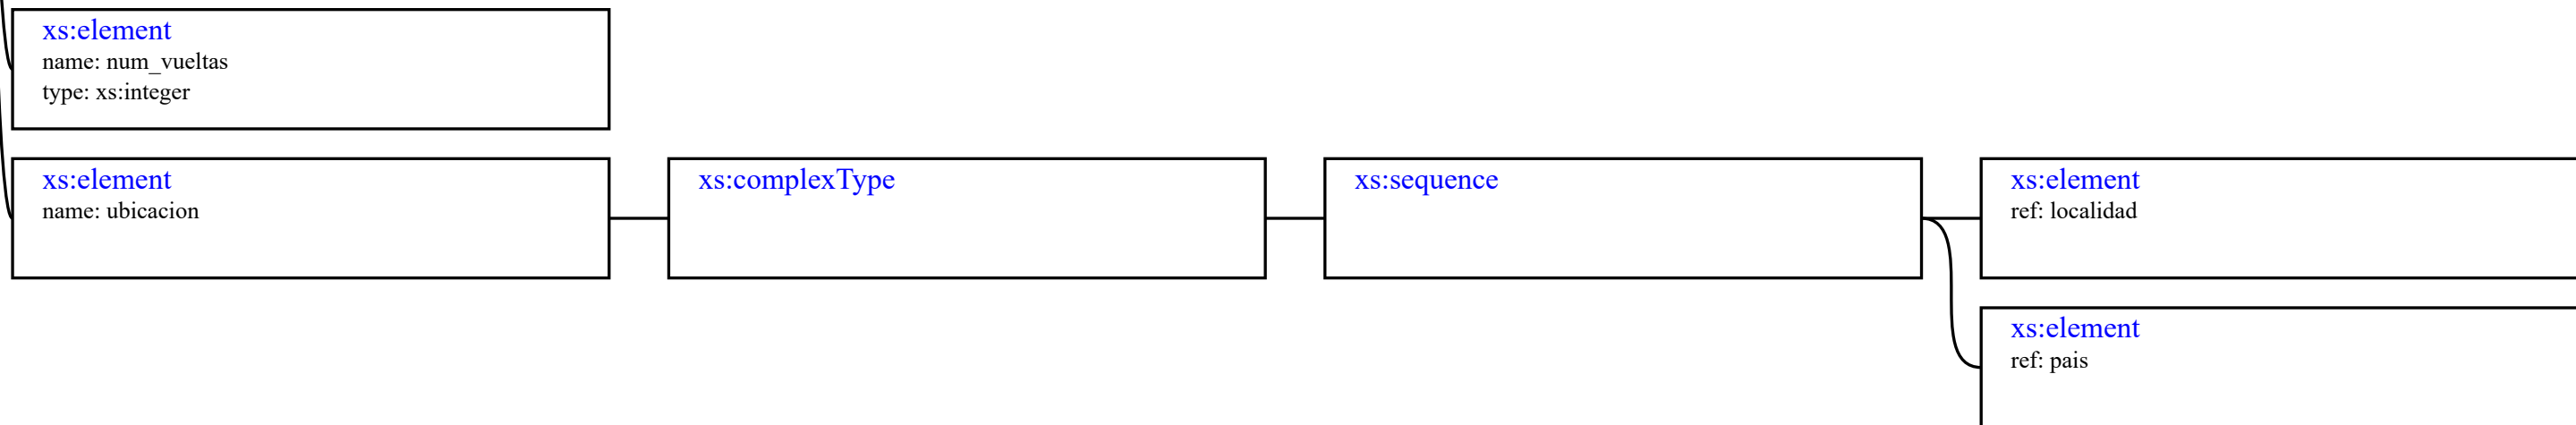 xs:element
name: num_vueltas
type: xs:integer
xs:element
name: ubicacion
xs:complexType
xs:sequence
xs:element
ref: localidad
xs:element
ref: pais